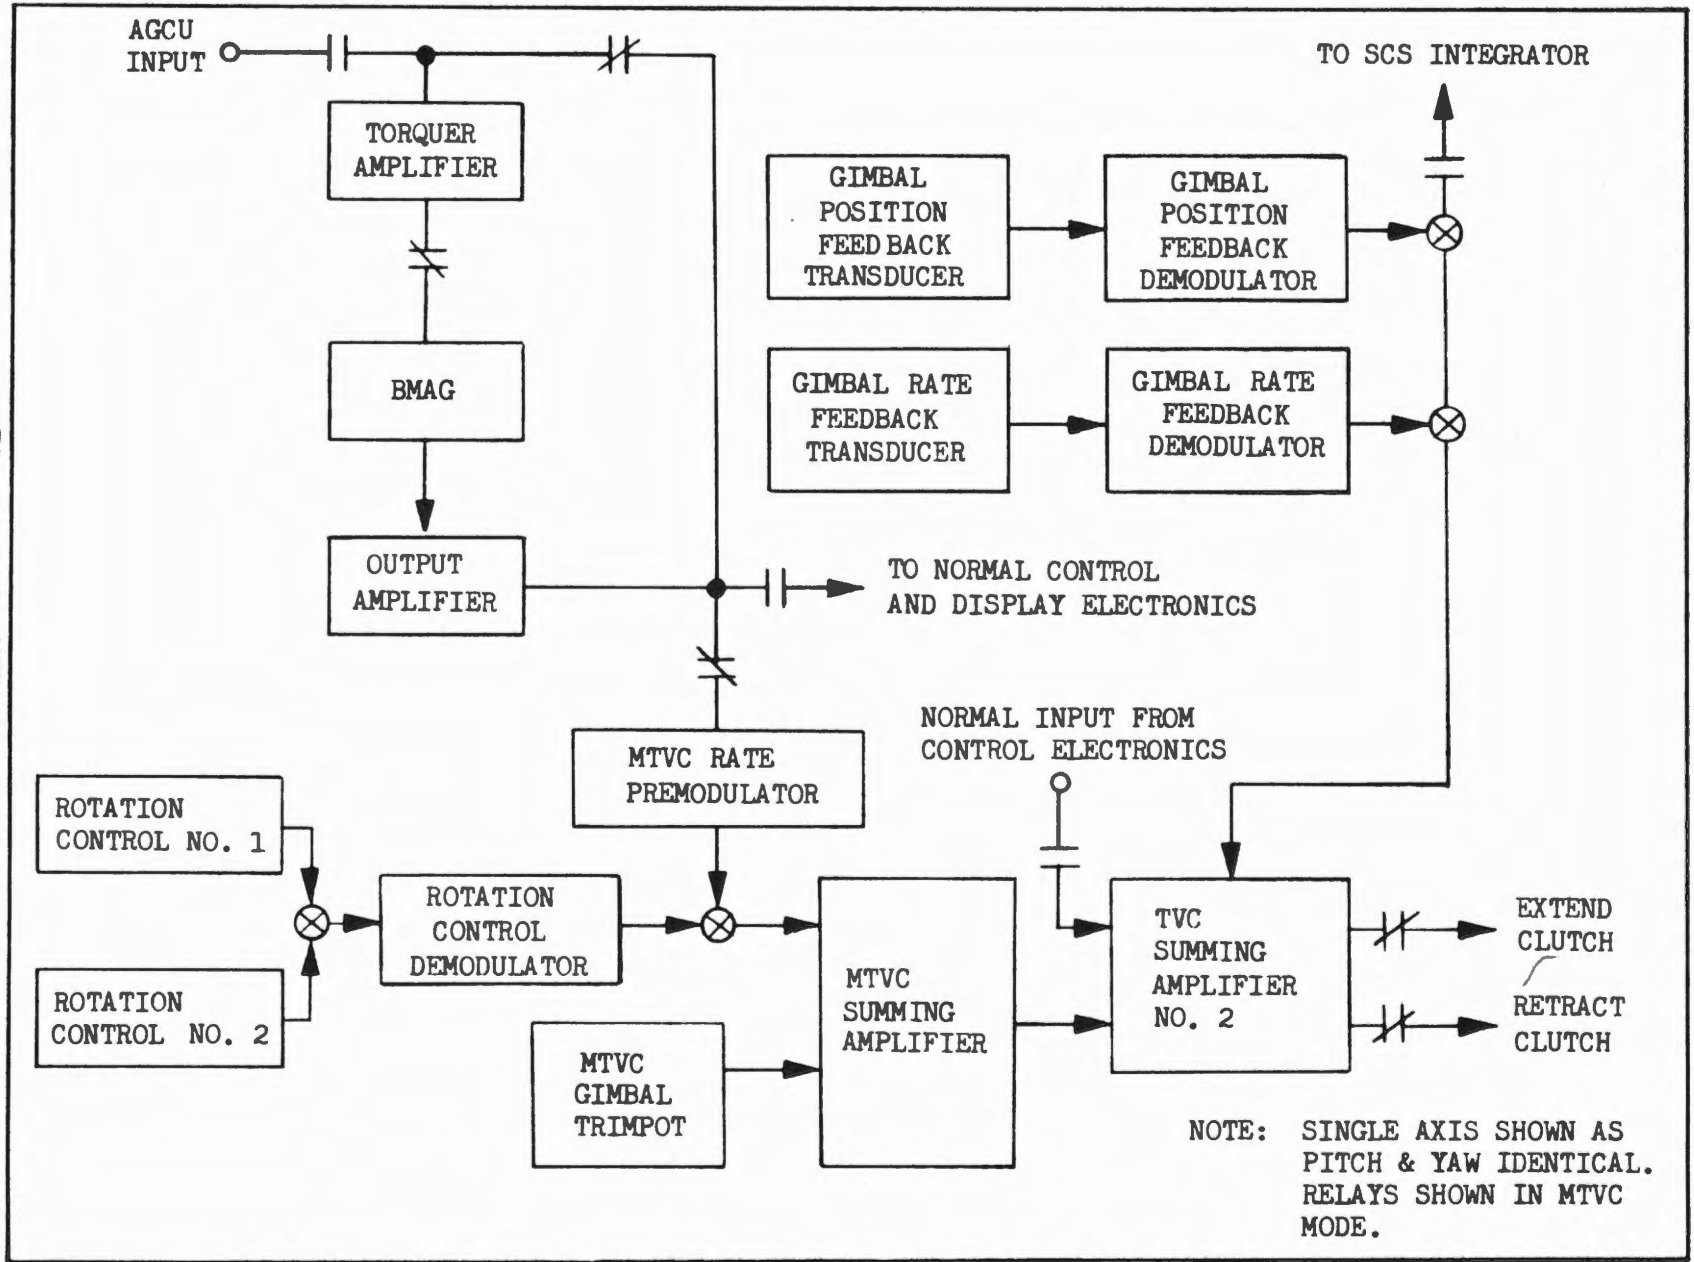 AGCU
INPUT
TO SCS INTEGRATOR
TORQUER
AMPLIFIER
GIMBAL
POSITION
FEEDBACK
TRANSDUCER
GIMBAL
POSITION
FEEDBACK
DEMODULATOR
BMAG
GIMBAL RATE
FEEDBACK
TRANSDUCER
GIMBAL RATE
FEEDBACK
DEMODULATOR
OUTPUT
AMPLIFIER
TO NORMAL CONTROL
AND DISPLAY ELECTRONICS
NORMAL INPUT FROM
CONTROL ELECTRONICS
MTVC RATE
PREMODULATOR
ROTATION
CONTROL NO. 1
ROTATION
CONTROL
DEMODULATOR
ROTATION
CONTROL NO. 2
MTVC
SUMMING
AMPLIFIER
TVC
SUMMING
AMPLIFIER
NO. 2
EXTEND
CLUTCH
RETRACT
CLUTCH
MTVC
GIMBAL
TRIMPOT
NOTE: SINGLE AXIS SHOWN AS
PITCH & YAW IDENTICAL.
RELAYS SHOWN IN MTVC
MODE.